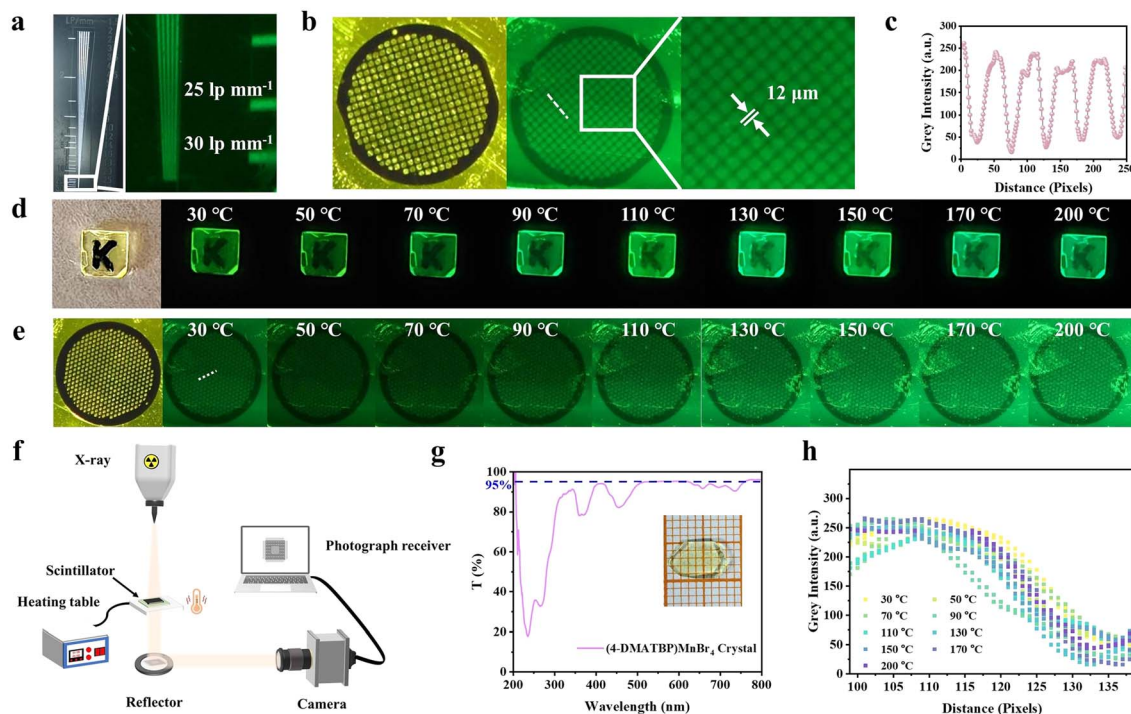 a
LP/mm
25 lp mm⁻¹
30 lp mm⁻¹
b
12 μm
c
Grey Intensity (a.u.)
300
250
200
150
100
50
0
0 50 100 150 200 250
Distance (Pixels)
d
K
30 °C 50 °C 70 °C 90 °C 110 °C 130 °C 150 °C 170 °C 200 °C
e
30 °C 50 °C 70 °C 90 °C 110 °C 130 °C 150 °C 170 °C 200 °C
f
X-ray
Scintillator
Heating table
Photograph receiver
Reflector
Camera
g
T (%)
100
95%
80
60
40
20
0
(4-DMATBP)MnBr₄ Crystal
200 300 400 500 600 700 800
Wavelength (nm)
h
Grey Intensity (a.u.)
350
300
250
200
150
100
50
0
30 °C 50 °C
70 °C 90 °C
110 °C 130 °C
150 °C 170 °C
200 °C
100 105 110 115 120 125 130 135
Distance (Pixels)